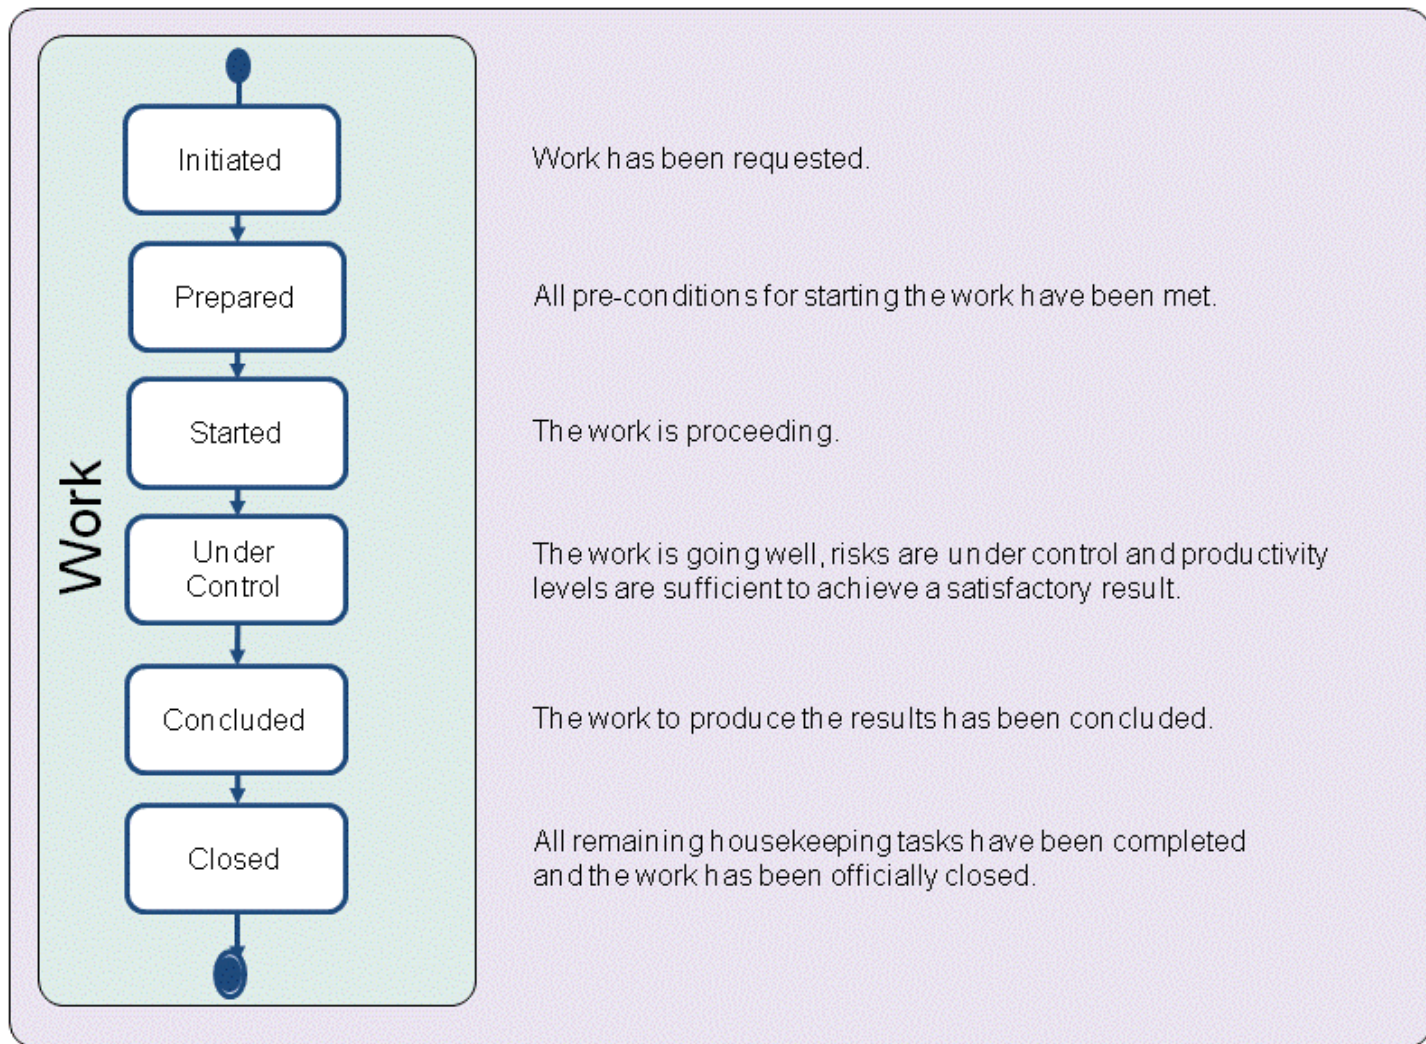 Work
Initiated
Work has been requested.
Prepared
All pre-conditions for starting the work have been met.
Started
The work is proceeding.
Under
Control
The work is going well, risks are under control and productivity
levels are sufficient to achieve a satisfactory result.
Concluded
The work to produce the results has been concluded.
Closed
All remaining housekeeping tasks have been completed
and the work has been officially closed.